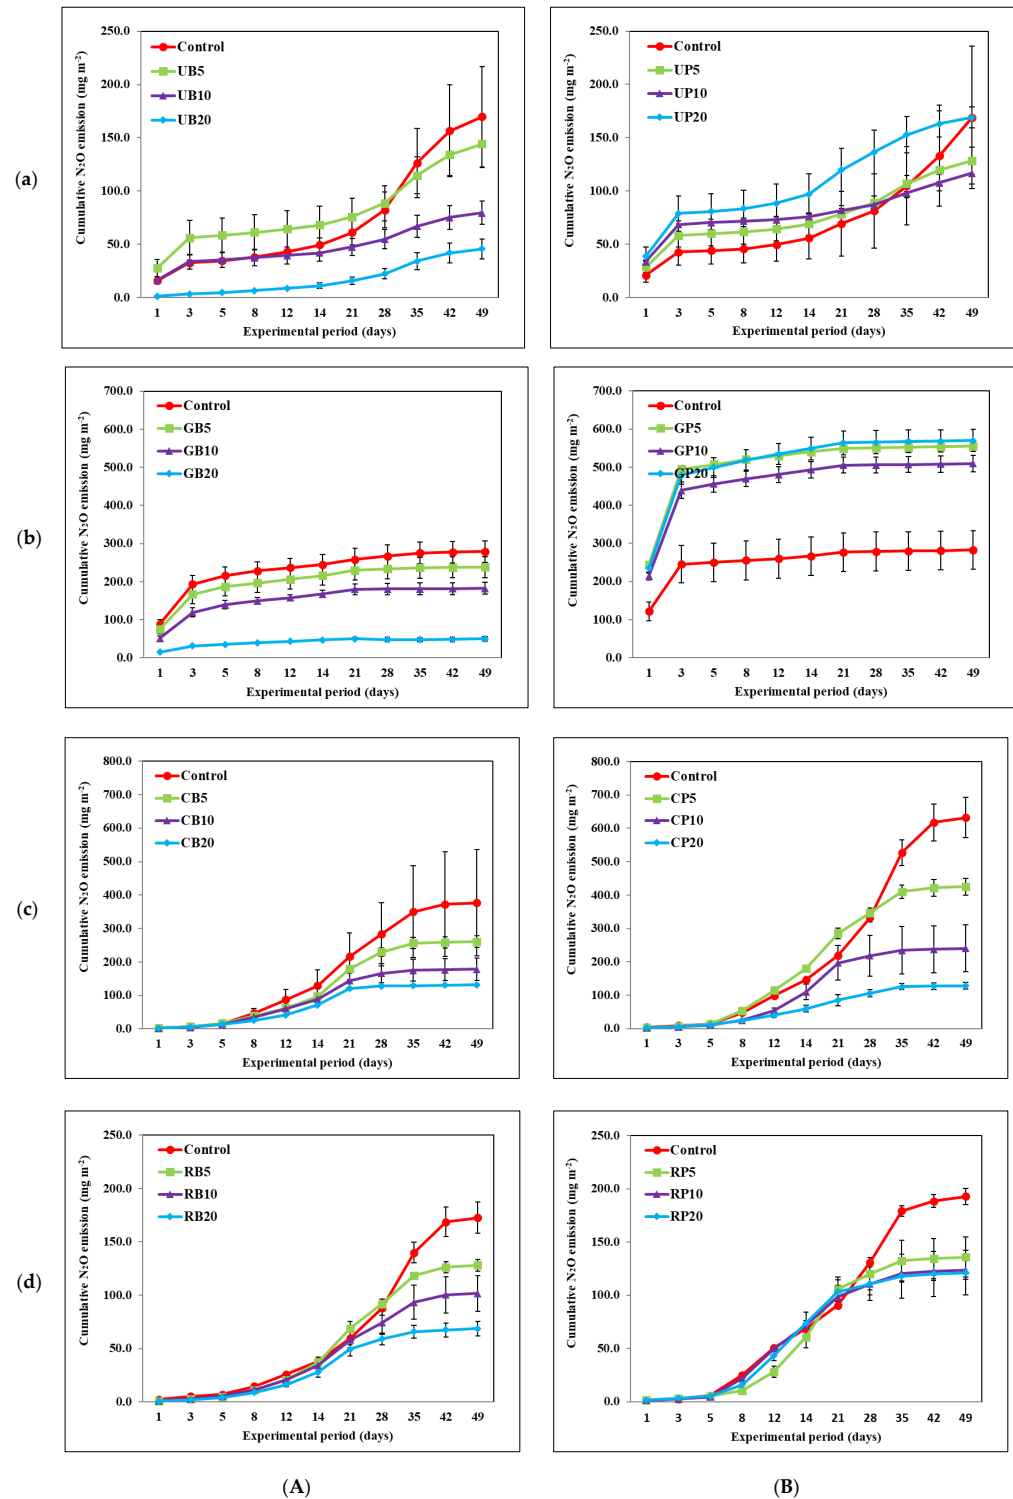 250.0
200.0
150.0
100.0
50.0
0.0
Cumulative N₂O emission (mg m⁻²)
Control
UB5
UB10
UB20
1 3 5 8 12 14 21 28 35 42 49
Experimental period (days)
250.0
200.0
150.0
100.0
50.0
0.0
Cumulative N₂O emission (mg m⁻²)
Control
UP5
UP10
UP20
1 3 5 8 12 14 21 28 35 42 49
Experimental period (days)
(a)
700.0
600.0
500.0
400.0
300.0
200.0
100.0
0.0
Cumulative N₂O emission (mg m⁻²)
Control
GB5
GB10
GB20
1 3 5 8 12 14 21 28 35 42 49
Experimental period (days)
700.0
600.0
500.0
400.0
300.0
200.0
100.0
0.0
Cumulative N₂O emission (mg m⁻²)
Control
GP5
GP10
GP20
1 3 5 8 12 14 21 28 35 42 49
Experimental period (days)
(b)
800.0
700.0
600.0
500.0
400.0
300.0
200.0
100.0
0.0
Cumulative N₂O emission (mg m⁻²)
Control
CB5
CB10
CB20
1 3 5 8 12 14 21 28 35 42 49
Experimental period (days)
800.0
700.0
600.0
500.0
400.0
300.0
200.0
100.0
0.0
Cumulative N₂O emission (mg m⁻²)
Control
CP5
CP10
CP20
1 3 5 8 12 14 21 28 35 42 49
Experimental period (days)
(c)
250.0
200.0
150.0
100.0
50.0
0.0
Cumulative N₂O emission (mg m⁻²)
Control
RB5
RB10
RB20
1 3 5 8 12 14 21 28 35 42 49
Experimental period (days)
250.0
200.0
150.0
100.0
50.0
0.0
Cumulative N₂O emission (mg m⁻²)
Control
RP5
RP10
RP20
1 3 5 8 12 14 21 28 35 42 49
Experimental period (days)
(d)
(A)
(B)